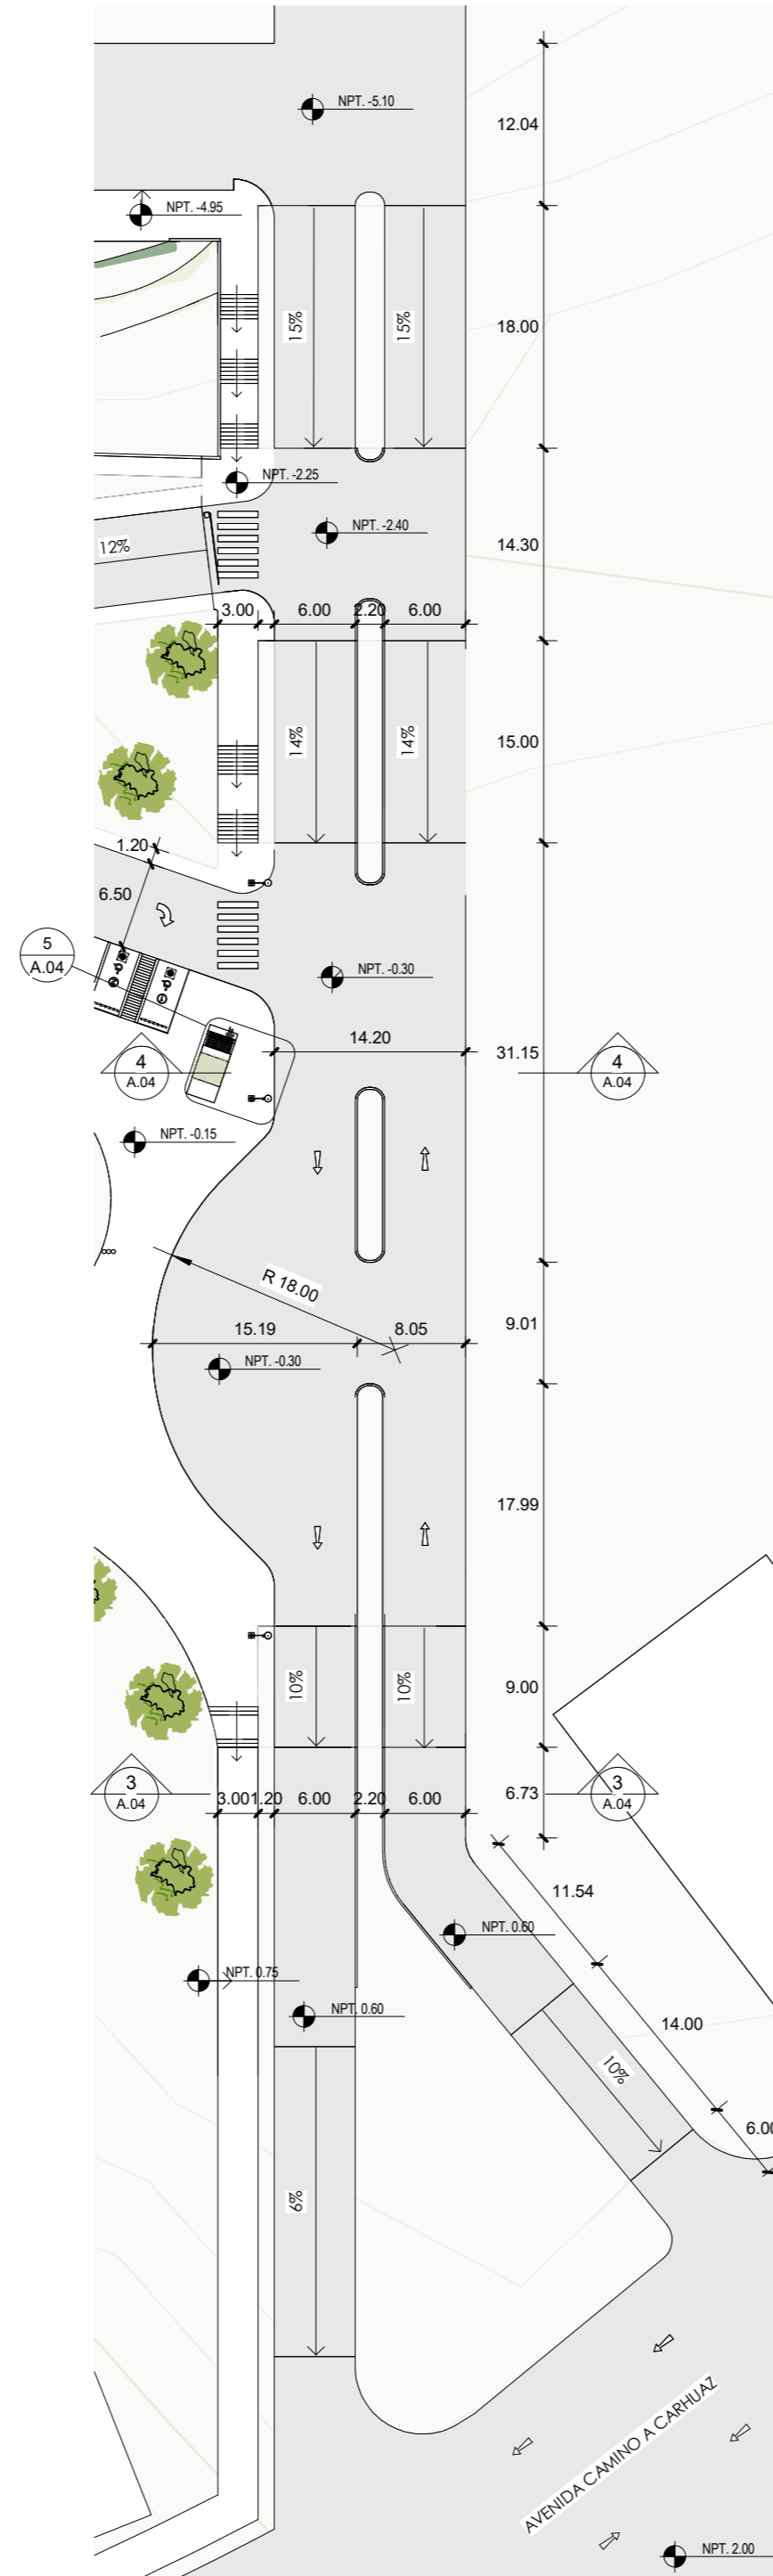 NPT. -5.10
12.04
NPT. -4.95
15%
15%
18.00
NPT. -2.25
NPT. -2.40
12%
14.30
3.00
6.00
2.20
6.00
14%
14%
15.00
1.20
6.50
5
A.04
NPT. -0.30
14.20
31.15
4
A.04
4
A.04
NPT. -0.15
R 18.00
9.01
15.19
8.05
NPT. -0.30
17.99
10%
10%
9.00
3
A.04
3.00
1.20
6.00
2.20
6.00
6.73
3
A.04
11.54
NPT. 0.60
NPT. 0.75
NPT. 0.60
14.00
10%
6.00
6%
AVENIDA CAMINO A CARHUAZ
NPT. 2.00